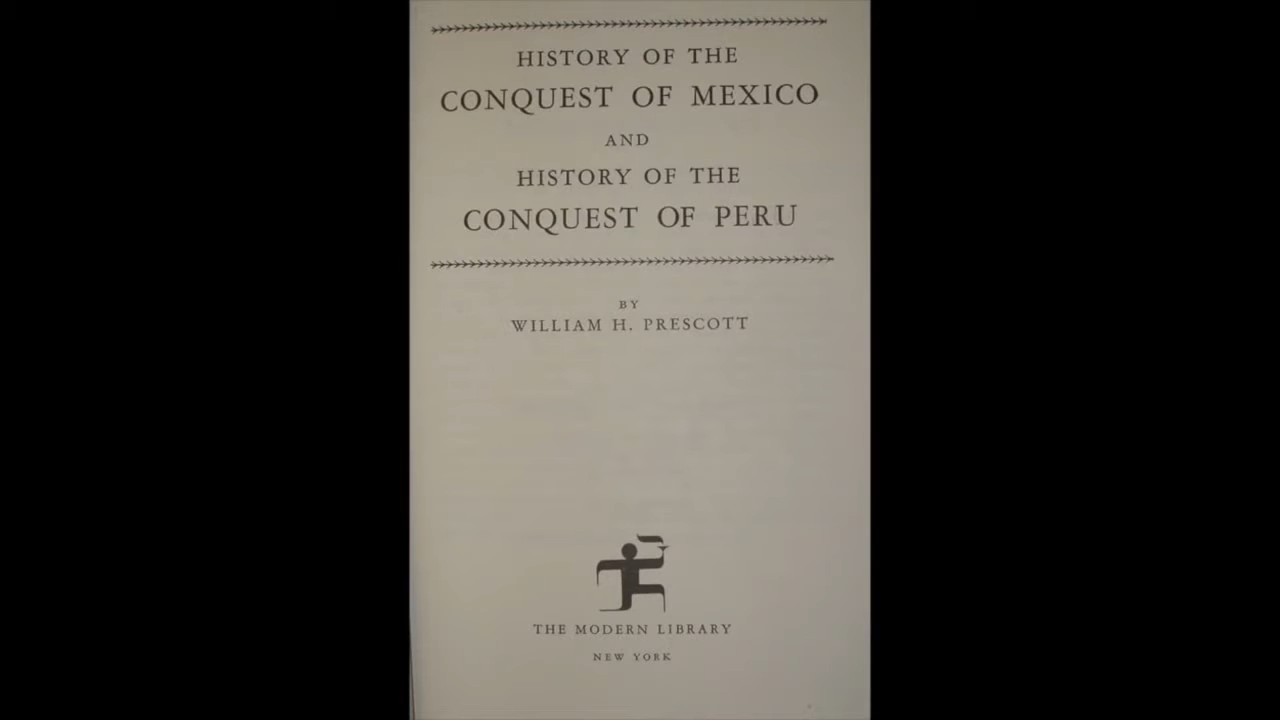 HISTORY OF THE
CONQUEST OF MEXICO
AND
HISTORY OF THE
CONQUEST OF PERU
BY
WILLIAM H. PRESCOTT
THE MODERN LIBRARY
NEW YORK